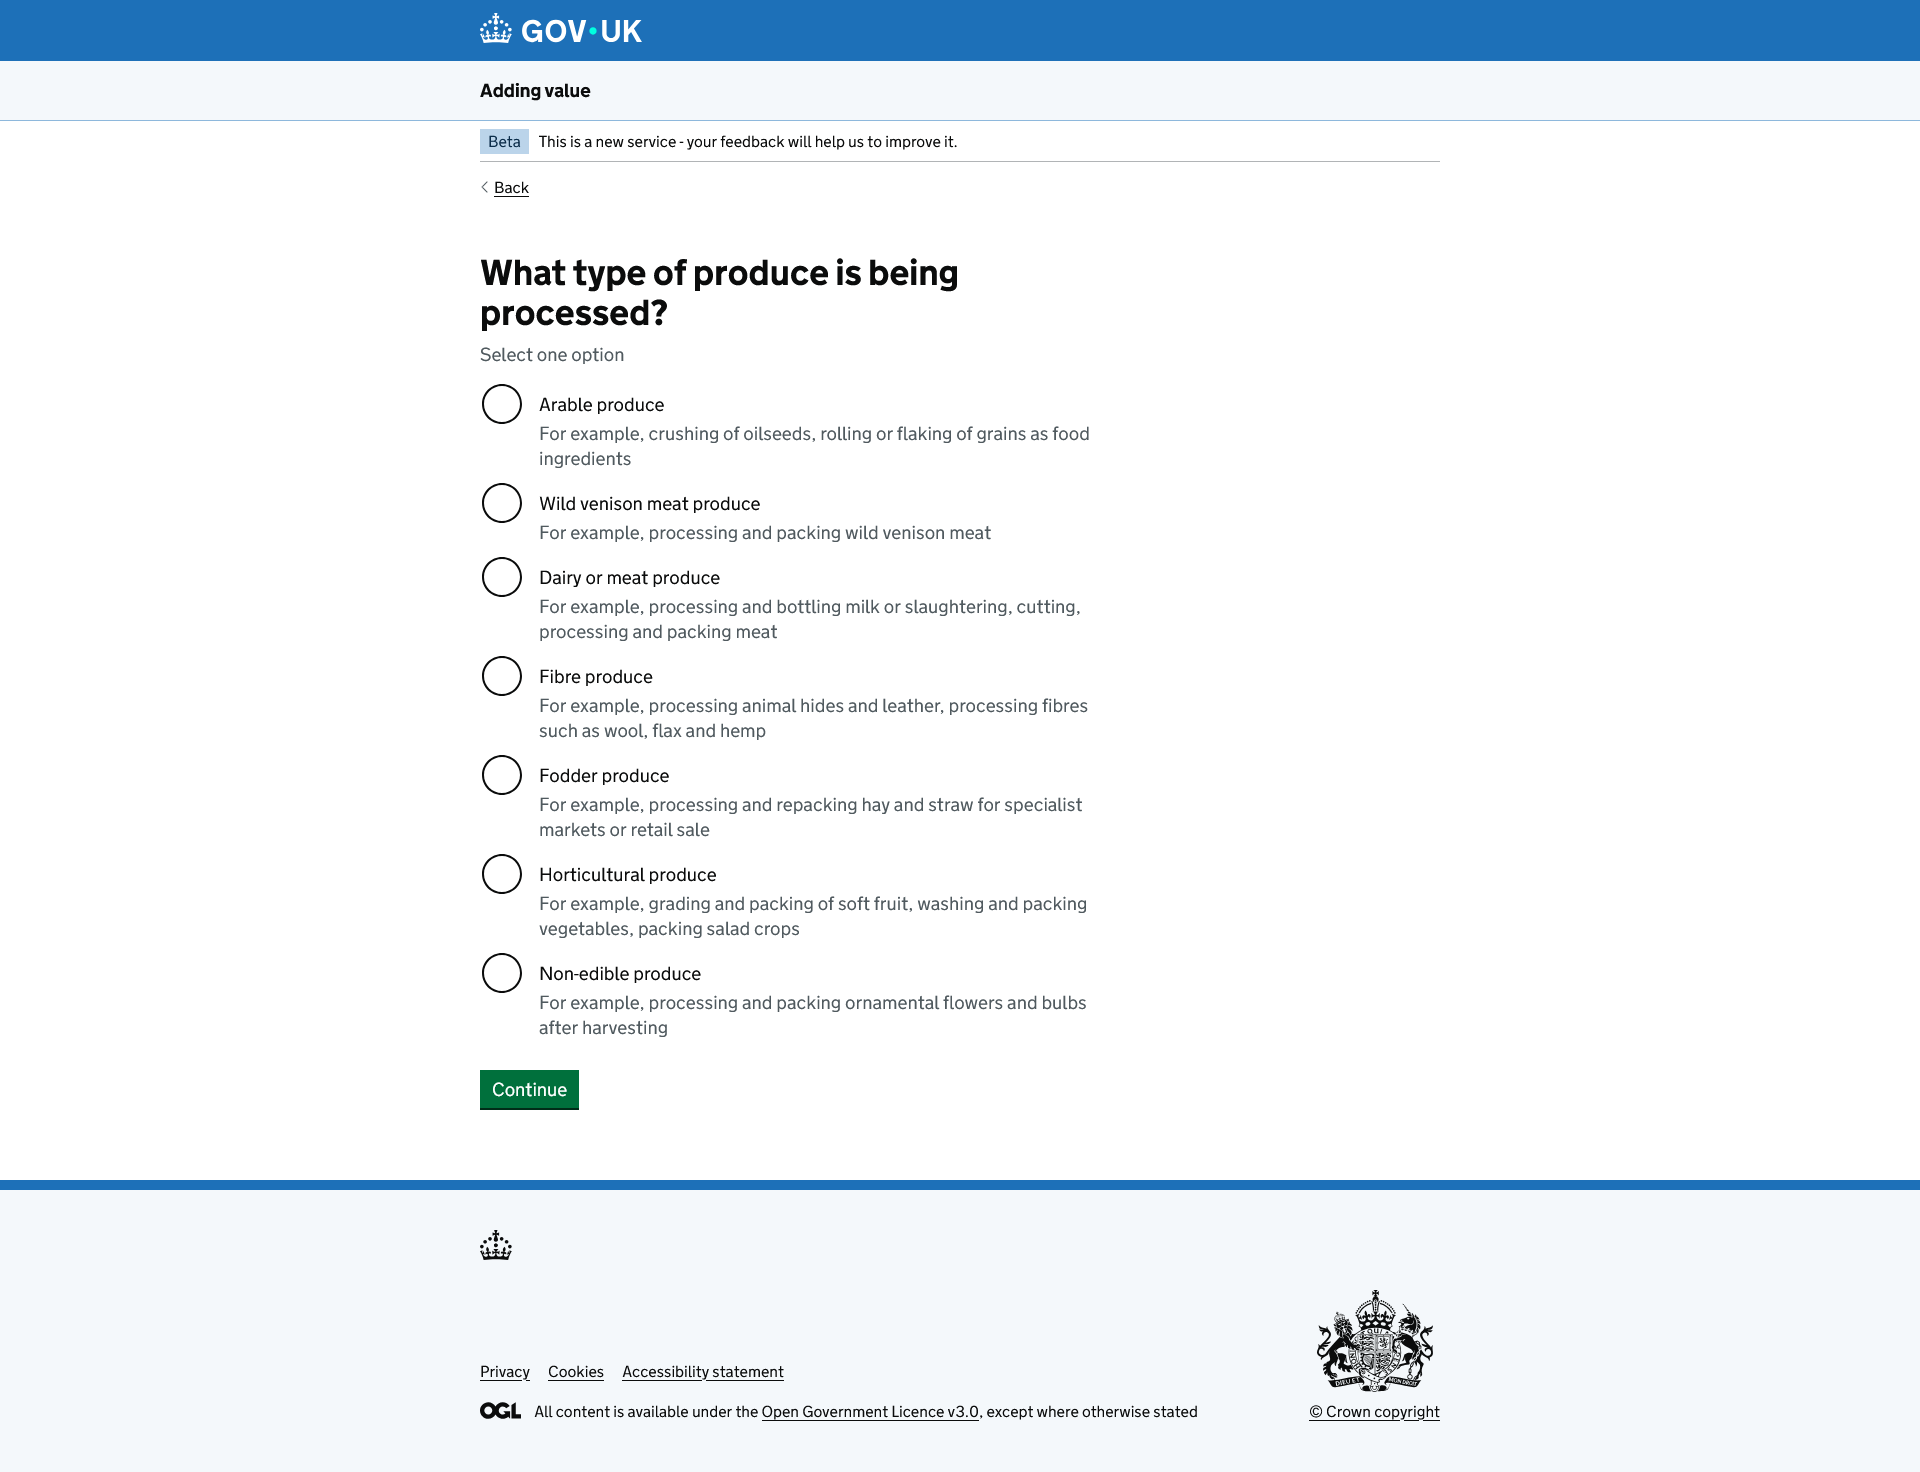 GOV·UK
Adding value
Beta This is a new service - your feedback will help us to improve it.
Back
What type of produce is being
processed?
Select one option
Arable produce
For example, crushing of oilseeds, rolling or flaking of grains as food
ingredients
Wild venison meat produce
For example, processing and packing wild venison meat
Dairy or meat produce
For example, processing and bottling milk or slaughtering, cutting,
processing and packing meat
Fibre produce
For example, processing animal hides and leather, processing fibres
such as wool, flax and hemp
Fodder produce
For example, processing and repacking hay and straw for specialist
markets or retail sale
Horticultural produce
For example, grading and packing of soft fruit, washing and packing
vegetables, packing salad crops
Non-edible produce
For example, processing and packing ornamental flowers and bulbs
after harvesting
Continue
Privacy Cookies Accessibility statement
OGL All content is available under the Open Government Licence v3.0, except where otherwise stated
© Crown copyright